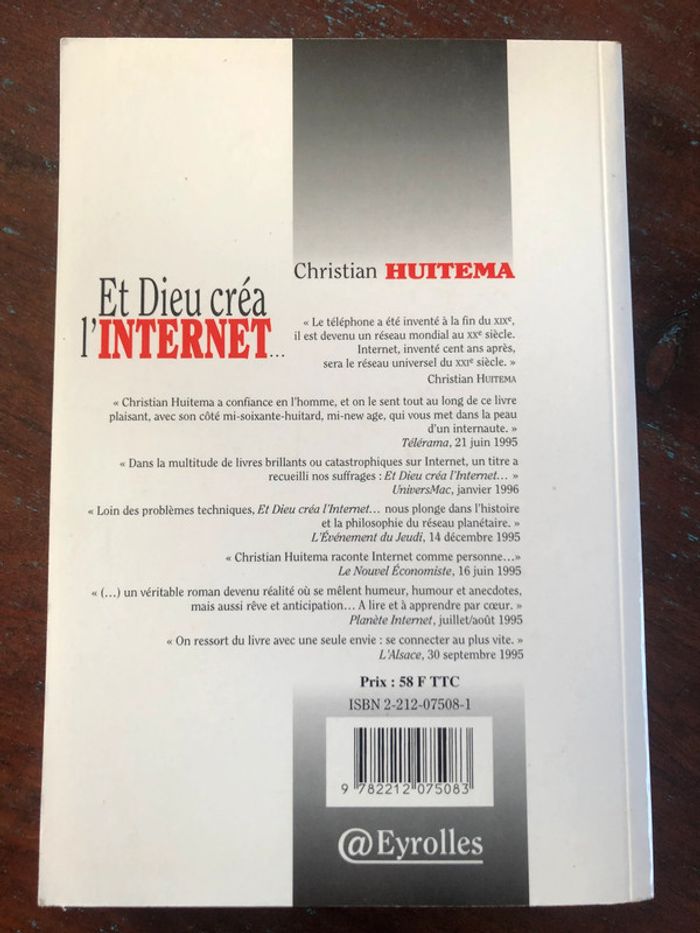 Christian HUITEMA
Et Dieu créa
l'INTERNET...
« Le téléphone a été inventé à la fin du XIXe,
il est devenu un réseau mondial au XXe siècle.
Internet, inventé cent ans après,
sera le réseau universel du XXIe siècle. »
Christian HUITEMA
« Christian Huitema a confiance en l'homme, et on le sent tout au long de ce livre
plaisant, avec son côté mi-soixante-huitard, mi-new age, qui vous met dans la peau
d'un internaute. »
Télérama, 21 juin 1995
« Dans la multitude de livres brillants ou catastrophiques sur Internet, un titre a
recueilli nos suffrages : Et Dieu créa l'Internet... »
UniversMac, janvier 1996
« Loin des problèmes techniques, Et Dieu créa l'Internet... nous plonge dans l'histoire
et la philosophie du réseau planétaire. »
L'Événement du Jeudi, 14 décembre 1995
« Christian Huitema raconte Internet comme personne...»
Le Nouvel Économiste, 16 juin 1995
« (...) un véritable roman devenu réalité où se mêlent humeur, humour et anecdotes,
mais aussi rêve et anticipation... A lire et à apprendre par cœur. »
Planète Internet, juillet/août 1995
« On ressort du livre avec une seule envie : se connecter au plus vite. »
L'Alsace, 30 septembre 1995
Prix : 58 F TTC
ISBN 2-212-07508-1
9 782212 075083
@Eyrolles